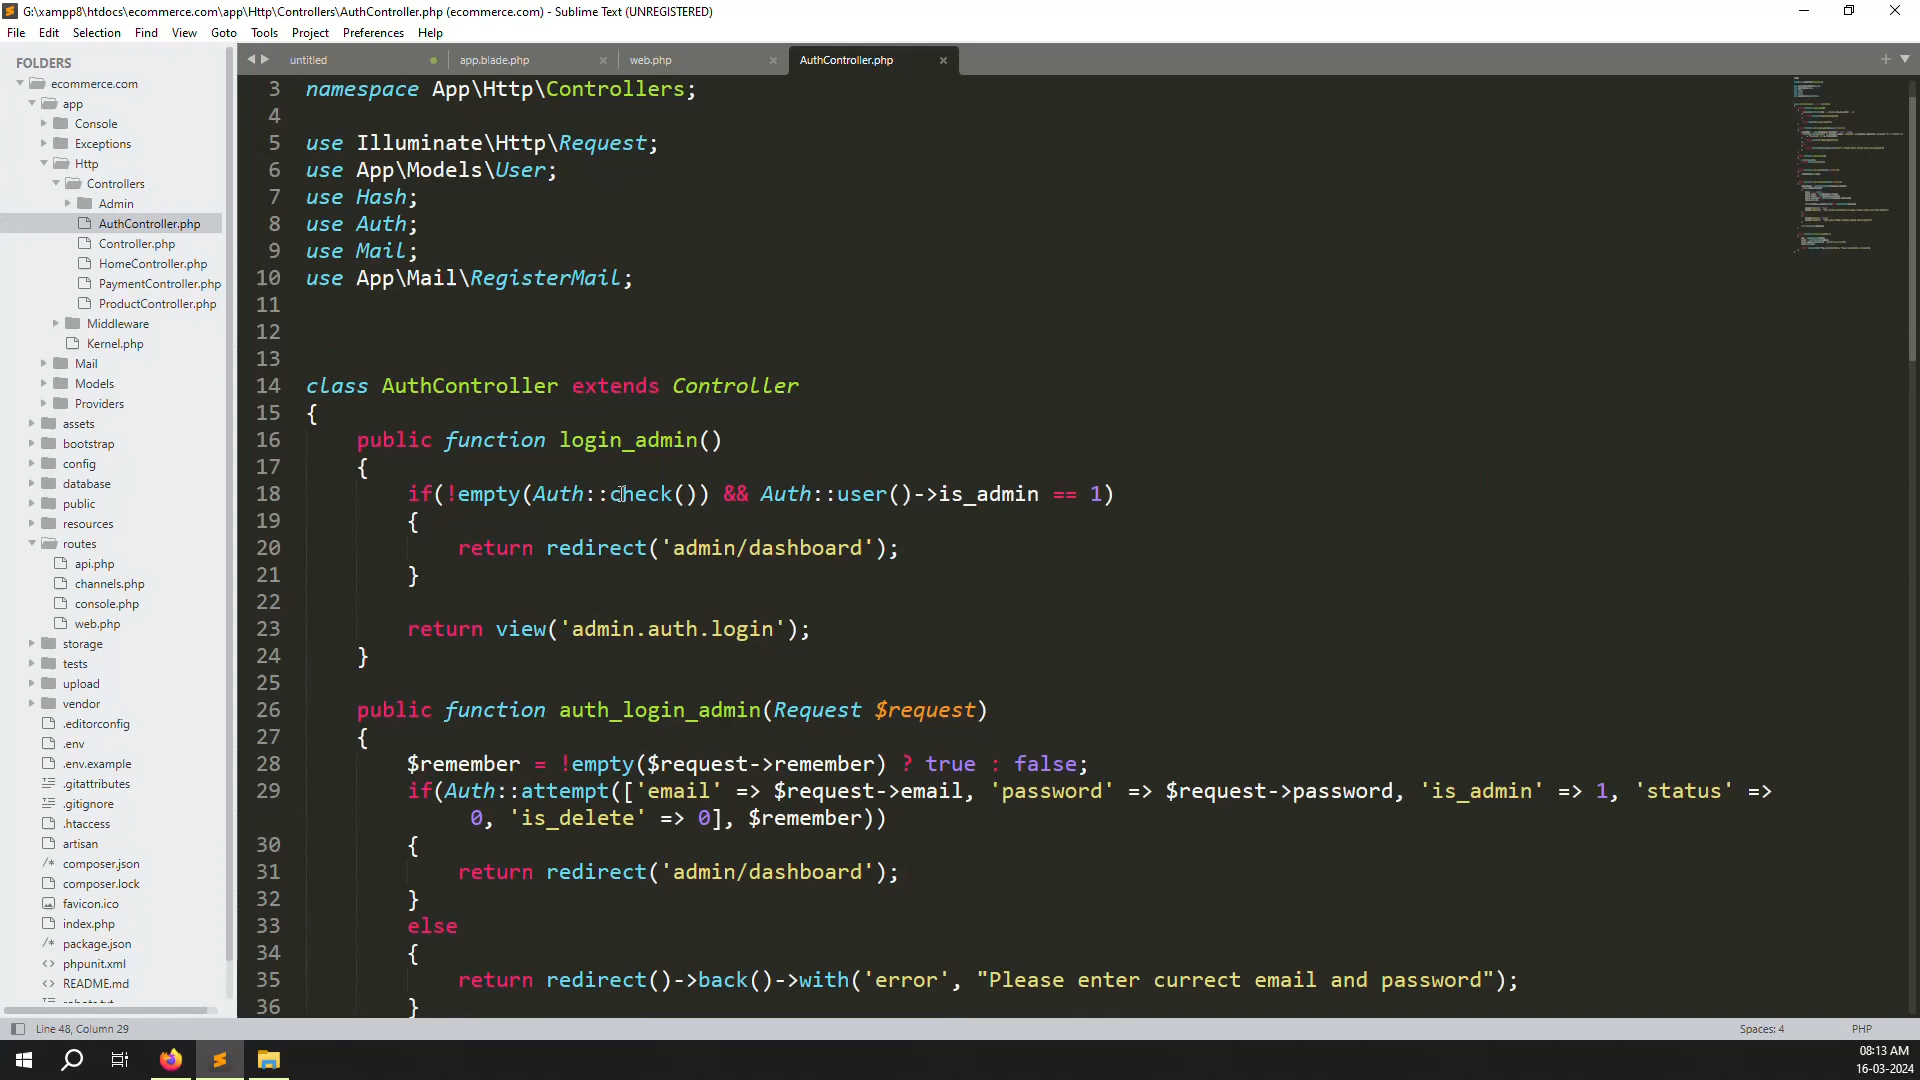 G:\xampp8\htdocs\ecommerce.com\app\Http\Controllers\AuthController.php (ecommerce.com) - Sublime Text (UNREGISTERED)
File Edit Selection Find View Goto Tools Project Preferences Help
FOLDERS
ecommerce.com
app
Console
Exceptions
Http
Controllers
Admin
AuthController.php
Controller.php
HomeController.php
PaymentController.php
ProductController.php
Middleware
Kernel.php
Mail
Models
Providers
assets
bootstrap
config
database
public
resources
routes
api.php
channels.php
console.php
web.php
storage
tests
upload
vendor
.editorconfig
.env
.env.example
.gitattributes
.gitignore
.htaccess
artisan
composer.json
composer.lock
favicon.ico
index.php
package.json
phpunit.xml
README.md
untitled app.blade.php web.php AuthController.php
3 namespace App\Http\Controllers;
4
5 use Illuminate\Http\Request;
6 use App\Models\User;
7 use Hash;
8 use Auth;
9 use Mail;
10 use App\Mail\RegisterMail;
11
12
13
14 class AuthController extends Controller
15 {
16 public function login_admin()
17 {
18 if(!empty(Auth::check()) && Auth::user()->is_admin == 1)
19 {
20 return redirect('admin/dashboard');
21 }
22
23 return view('admin.auth.login');
24 }
25
26 public function auth_login_admin(Request $request)
27 {
28 $remember = !empty($request->remember) ? true : false;
29 if(Auth::attempt(['email' => $request->email, 'password' => $request->password, 'is_admin' => 1, 'status' =>
0, 'is_delete' => 0], $remember))
30 {
31 return redirect('admin/dashboard');
32 }
33 else
34 {
35 return redirect()->back()->with('error', "Please enter currect email and password");
36 }
Line 48, Column 29
Spaces: 4 PHP
08:13 AM
16-03-2024